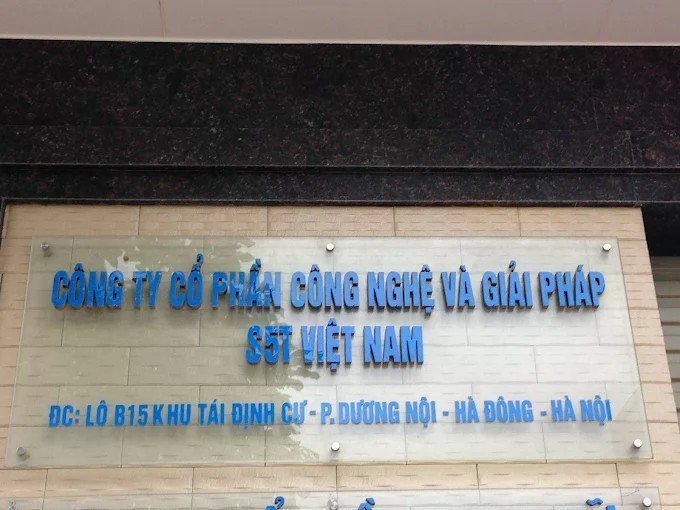 CÔNG TY CỔ PHẦN CÔNG NGHỆ VÀ GIẢI PHÁP
S5T VIỆT NAM
ĐC: LÔ B15 KHU TÁI ĐỊNH CƯ - P. DƯƠNG NỘI - HÀ ĐÔNG - HÀ NỘI